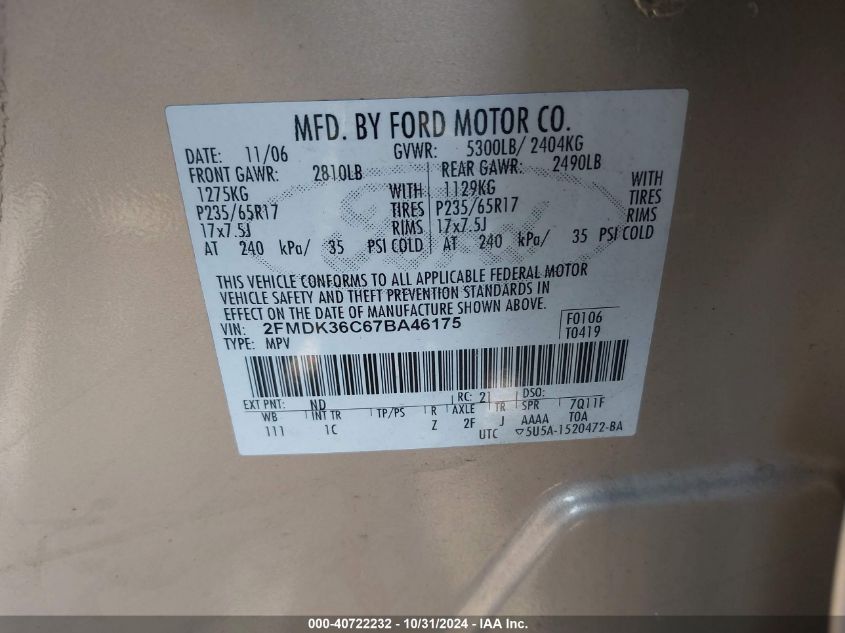 MFD. BY FORD MOTOR CO.
DATE: 11/06 GVWR: 5300LB/ 2404KG
FRONT GAWR: 2810LB REAR GAWR: 2490LB
1275KG WITH 1129KG WITH
P235/65R17 TIRES P235/65R17 TIRES
17x7.5J RIMS 17x7.5J RIMS
AT 240 kPa/ 35 PSI COLD AT 240 kPa/ 35 PSI COLD
THIS VEHICLE CONFORMS TO ALL APPLICABLE FEDERAL MOTOR
VEHICLE SAFETY AND THEFT PREVENTION STANDARDS IN
EFFECT ON THE DATE OF MANUFACTURE SHOWN ABOVE.
VIN: 2FMDK36C67BA46175 F0106
TYPE: MPV T0419
EXT PNT: ND RC: 21 DSO:
WB INT TR TP/PS R AXLE TR SPR 7Q11F
111 1C Z 2F J AAAA TOA
UTC ▽5U5A-1520472-BA
000-40722232 - 10/31/2024 - IAA Inc.